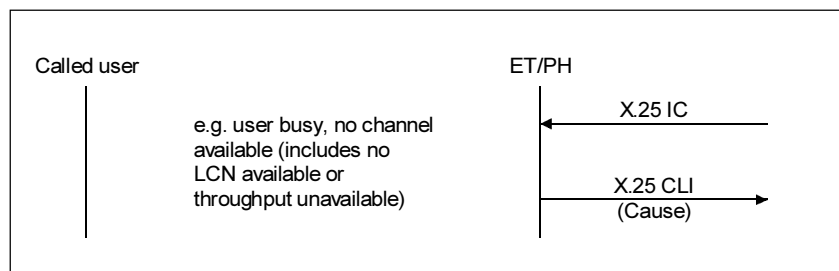 Called user
ET/PH
e.g. user busy, no channel
available (includes no
LCN available or
throughput unavailable)
X.25 IC
X.25 CLI
(Cause)